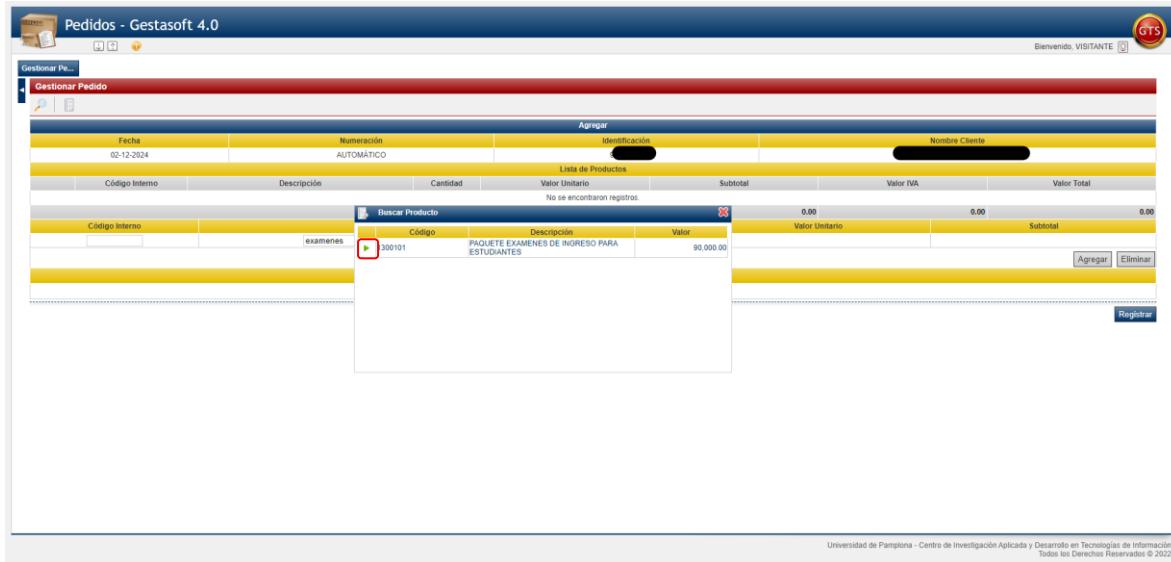 Pedidos - Gestasoft 4.0
GTS
Bienvenido, VISITANTE
Gestionar Pe...
Gestionar Pedido
Agregar
Fecha Numeración Identificación Nombre Cliente
02-12-2024 AUTOMÁTICO
Lista de Productos
Código Interno Descripción Cantidad Valor Unitario Subtotal Valor IVA Valor Total
No se encontraron registros.
0.00 0.00 0.00
Buscar Producto
Código Interno Valor Unitario Subtotal
Código Descripción Valor
examenes
300101 PAQUETE EXAMENES DE INGRESO PARA ESTUDIANTES 90,000.00
Agregar Eliminar
Registrar
Universidad de Pamplona - Centro de Investigación Aplicada y Desarrollo en Tecnologías de Información
Todos los Derechos Reservados © 2022